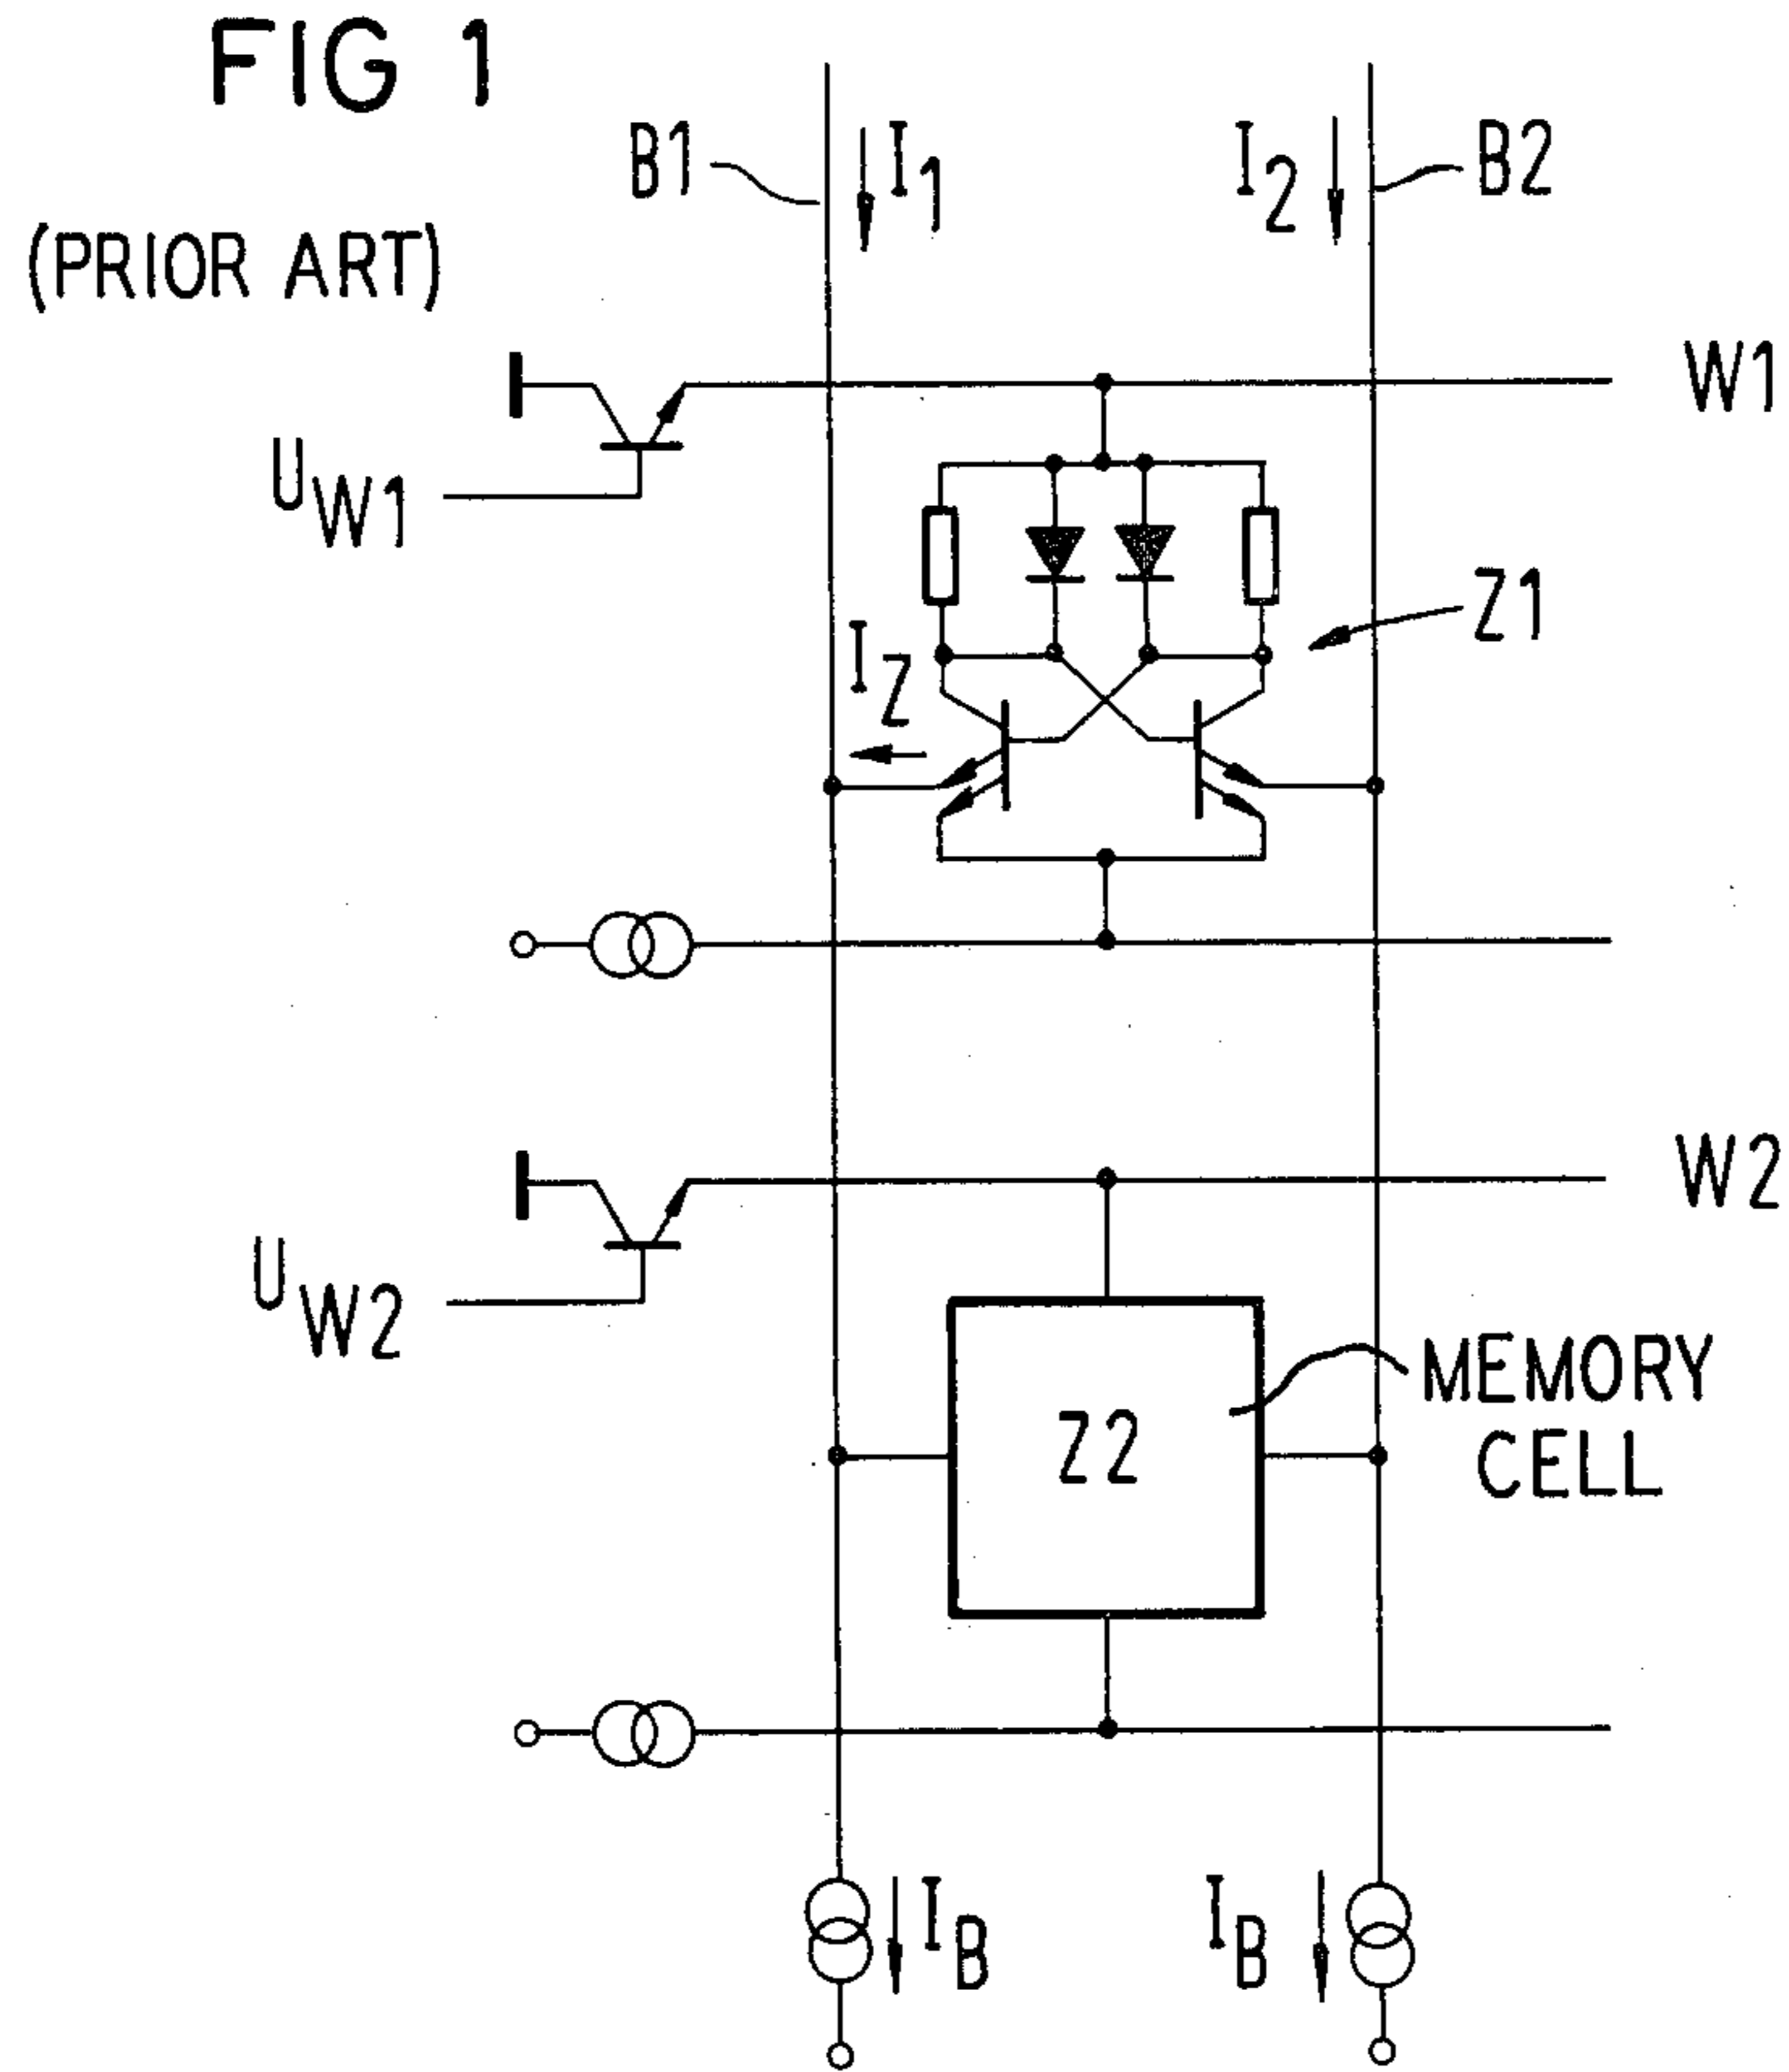 FIG 1
(PRIOR ART)
B1
I1
I2
B2
W1
UW1
Z1
IZ
W2
UW2
Z2
MEMORY
CELL
IB
IB